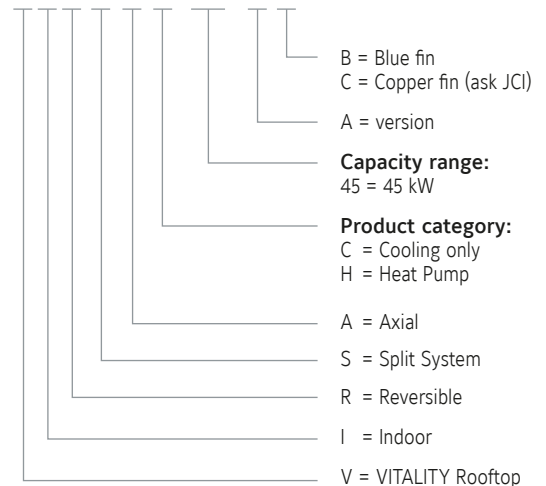 B = Blue fin
C = Copper fin (ask JCI)
A = version
Capacity range:
45 = 45 kW
Product category:
C = Cooling only
H = Heat Pump
A = Axial
S = Split System
R = Reversible
I = Indoor
V = VITALITY Rooftop